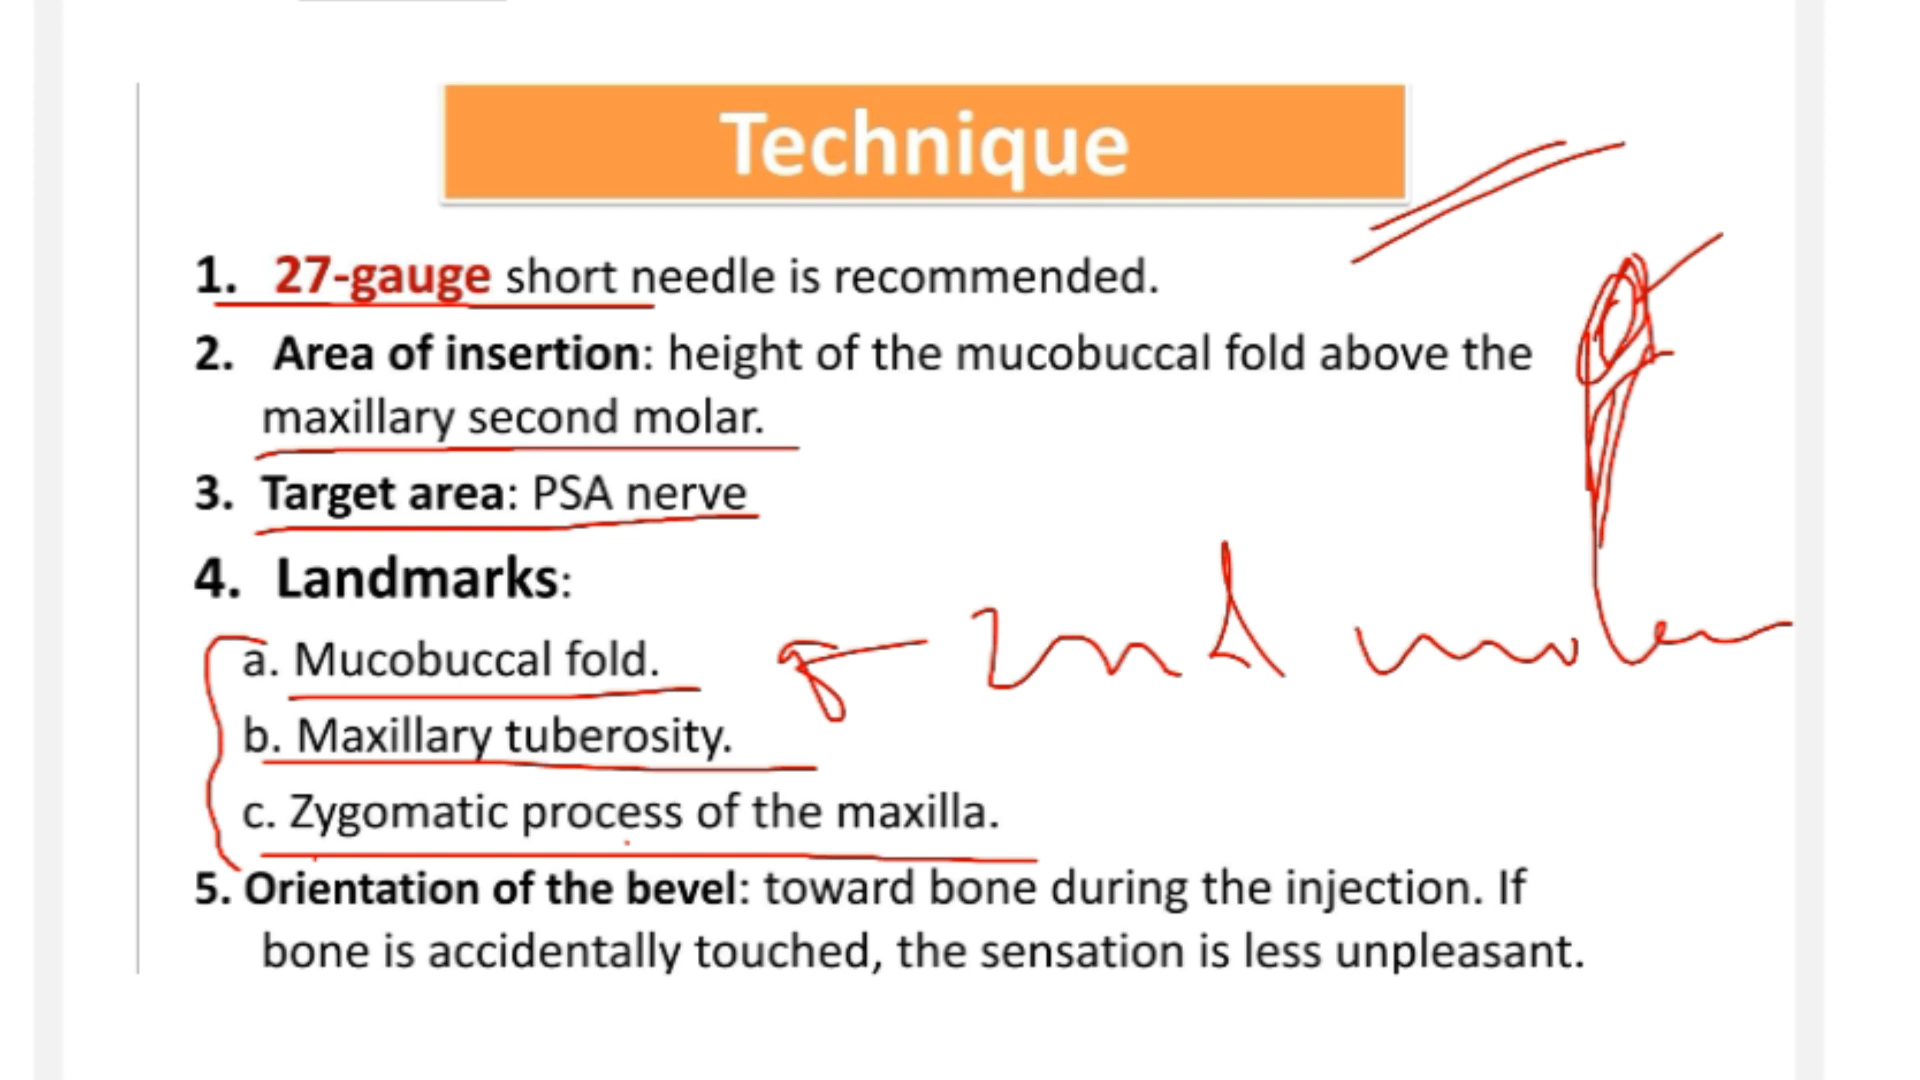 Technique
1. 27-gauge short needle is recommended.
2. Area of insertion: height of the mucobuccal fold above the
maxillary second molar.
3. Target area: PSA nerve
4. Landmarks:
a. Mucobuccal fold.
2nd molar
b. Maxillary tuberosity.
c. Zygomatic process of the maxilla.
5. Orientation of the bevel: toward bone during the injection. If
bone is accidentally touched, the sensation is less unpleasant.